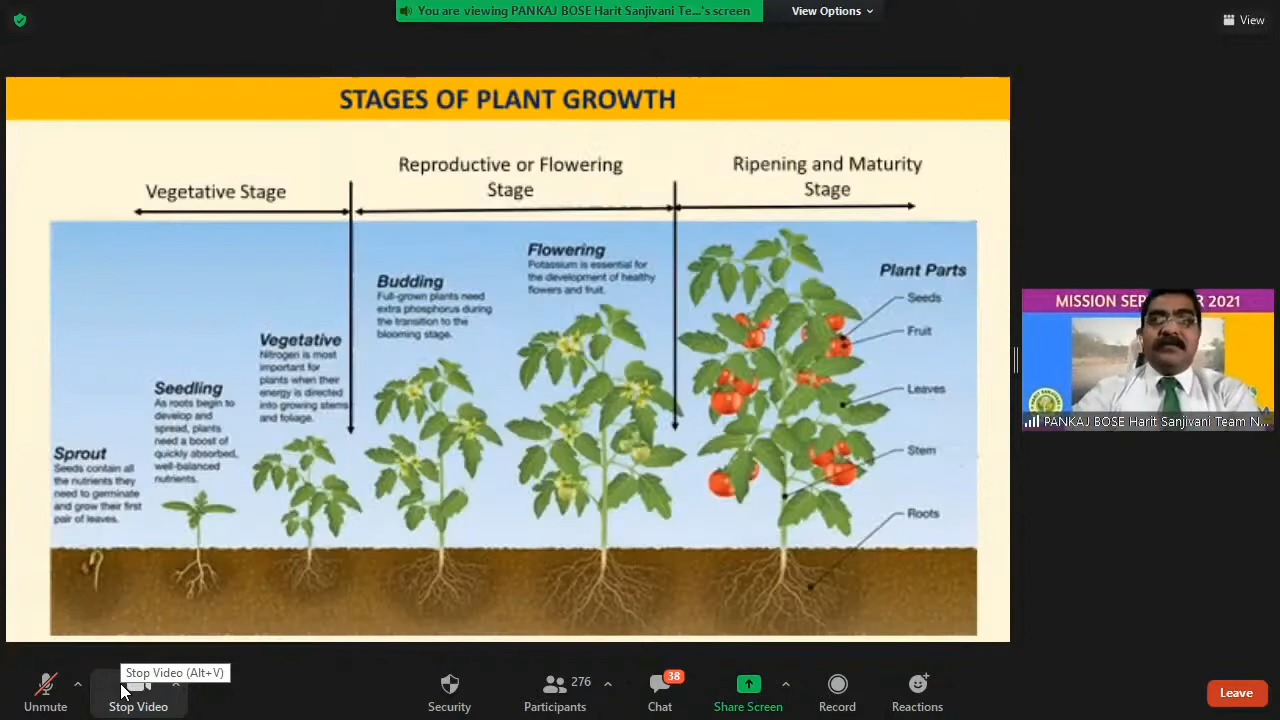 You are viewing PANKAJ BOSE Harit Sanjivani Te...'s screen
View Options
View
STAGES OF PLANT GROWTH
Vegetative Stage
Reproductive or Flowering
Stage
Ripening and Maturity
Stage
Sprout
Seeds contain all
the nutrients they
need to germinate
and grow their first
pair of leaves.
Seedling
As roots begin to
develop and
spread, plants
need a boost of
quickly absorbed,
well-balanced
nutrients.
Vegetative
Nitrogen is most
important for
plants when their
energy is directed
into growing stems
and foliage.
Budding
Full-grown plants need
extra phosphorus during
the transition to the
blooming stage.
Flowering
Potassium is essential for
the development of healthy
flowers and fruit.
Plant Parts
Seeds
Fruit
Leaves
Stem
Roots
MISSION SEP 2021
PANKAJ BOSE Harit Sanjivani Team N...
Stop Video (Alt+V)
Unmute
Stop Video
Security
276
Participants
38
Chat
Share Screen
Record
Reactions
Leave